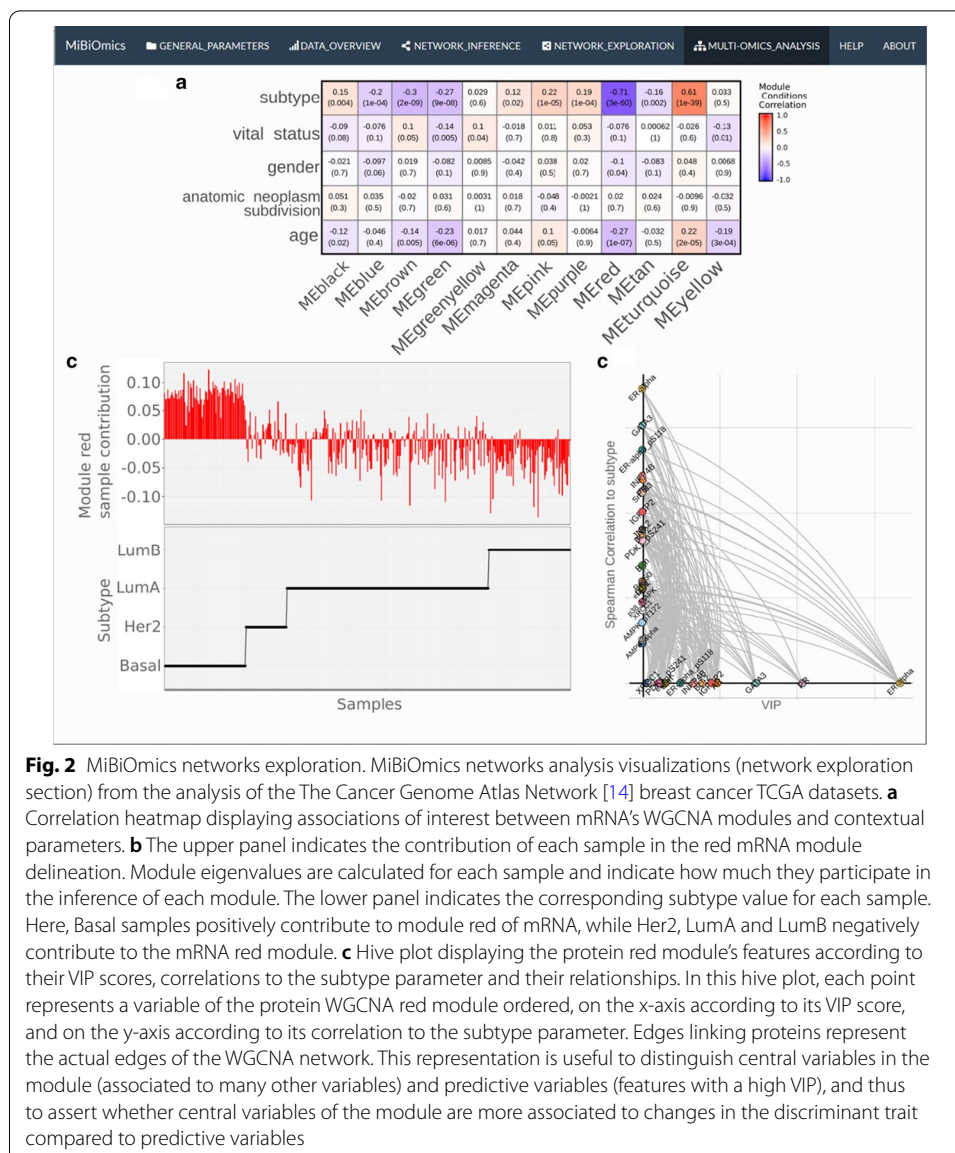 MiBiOmics GENERAL_PARAMETERS DATA_OVERVIEW NETWORK_INFERENCE NETWORK_EXPLORATION MULTI-OMICS_ANALYSIS HELP ABOUT
a
subtype 0.15 -0.2 -0.3 -0.27 0.029 0.12 0.22 0.19 -0.71 -0.16 0.61 0.033
(0.004) (1e-04) (2e-09) (9e-08) (0.6) (0.02) (1e-05) (1e-04) (3e-60) (0.002) (1e-39) (0.5)
vital status -0.09 -0.076 0.1 -0.14 0.1 -0.018 0.011 0.053 -0.076 0.00062 -0.026 -0.13
(0.08) (0.1) (0.05) (0.005) (0.04) (0.7) (0.8) (0.3) (0.1) (1) (0.6) (0.01)
gender -0.021 -0.097 0.019 -0.082 0.0085 -0.042 0.038 0.02 -0.1 -0.083 0.048 0.0068
(0.7) (0.06) (0.7) (0.1) (0.9) (0.4) (0.5) (0.7) (0.04) (0.1) (0.4) (0.9)
anatomic neoplasm
subdivision
0.051 0.035 -0.02 0.031 0.0031 0.018 -0.048 -0.0021 0.02 0.024 -0.0096 -0.032
(0.3) (0.5) (0.7) (0.6) (1) (0.7) (0.4) (1) (0.7) (0.6) (0.9) (0.5)
age -0.12 -0.046 -0.14 -0.23 0.017 0.044 0.1 -0.0064 -0.27 -0.032 0.22 -0.19
(0.02) (0.4) (0.005) (6e-06) (0.7) (0.4) (0.05) (0.9) (1e-07) (0.5) (2e-05) (3e-04)
MEblack MEblue MEbrown MEgreen MEgreenyellow MEmagenta MEpink MEpurple MEred MEtan MEturquoise MEyellow
Module
Conditions
Correlation
1.0
0.5
0.0
-0.5
-1.0
c
Module red
sample contribution
0.10
0.05
0.00
-0.05
-0.10
Subtype
LumB
LumA
Her2
Basal
Samples
c
Spearman Correlation to subtype
ER-alpha
GATA3
ER-alpha_pS118
INPP4B
PDK1_pS241
GATA3
ER-alpha
VIP
Fig. 2 MiBiOmics networks exploration. MiBiOmics networks analysis visualizations (network exploration
section) from the analysis of the The Cancer Genome Atlas Network [14] breast cancer TCGA datasets. a
Correlation heatmap displaying associations of interest between mRNA's WGCNA modules and contextual
parameters. b The upper panel indicates the contribution of each sample in the red mRNA module
delineation. Module eigenvalues are calculated for each sample and indicate how much they participate in
the inference of each module. The lower panel indicates the corresponding subtype value for each sample.
Here, Basal samples positively contribute to module red of mRNA, while Her2, LumA and LumB negatively
contribute to the mRNA red module. c Hive plot displaying the protein red module's features according to
their VIP scores, correlations to the subtype parameter and their relationships. In this hive plot, each point
represents a variable of the protein WGCNA red module ordered, on the x-axis according to its VIP score,
and on the y-axis according to its correlation to the subtype parameter. Edges linking proteins represent
the actual edges of the WGCNA network. This representation is useful to distinguish central variables in the
module (associated to many other variables) and predictive variables (features with a high VIP), and thus
to assert whether central variables of the module are more associated to changes in the discriminant trait
compared to predictive variables